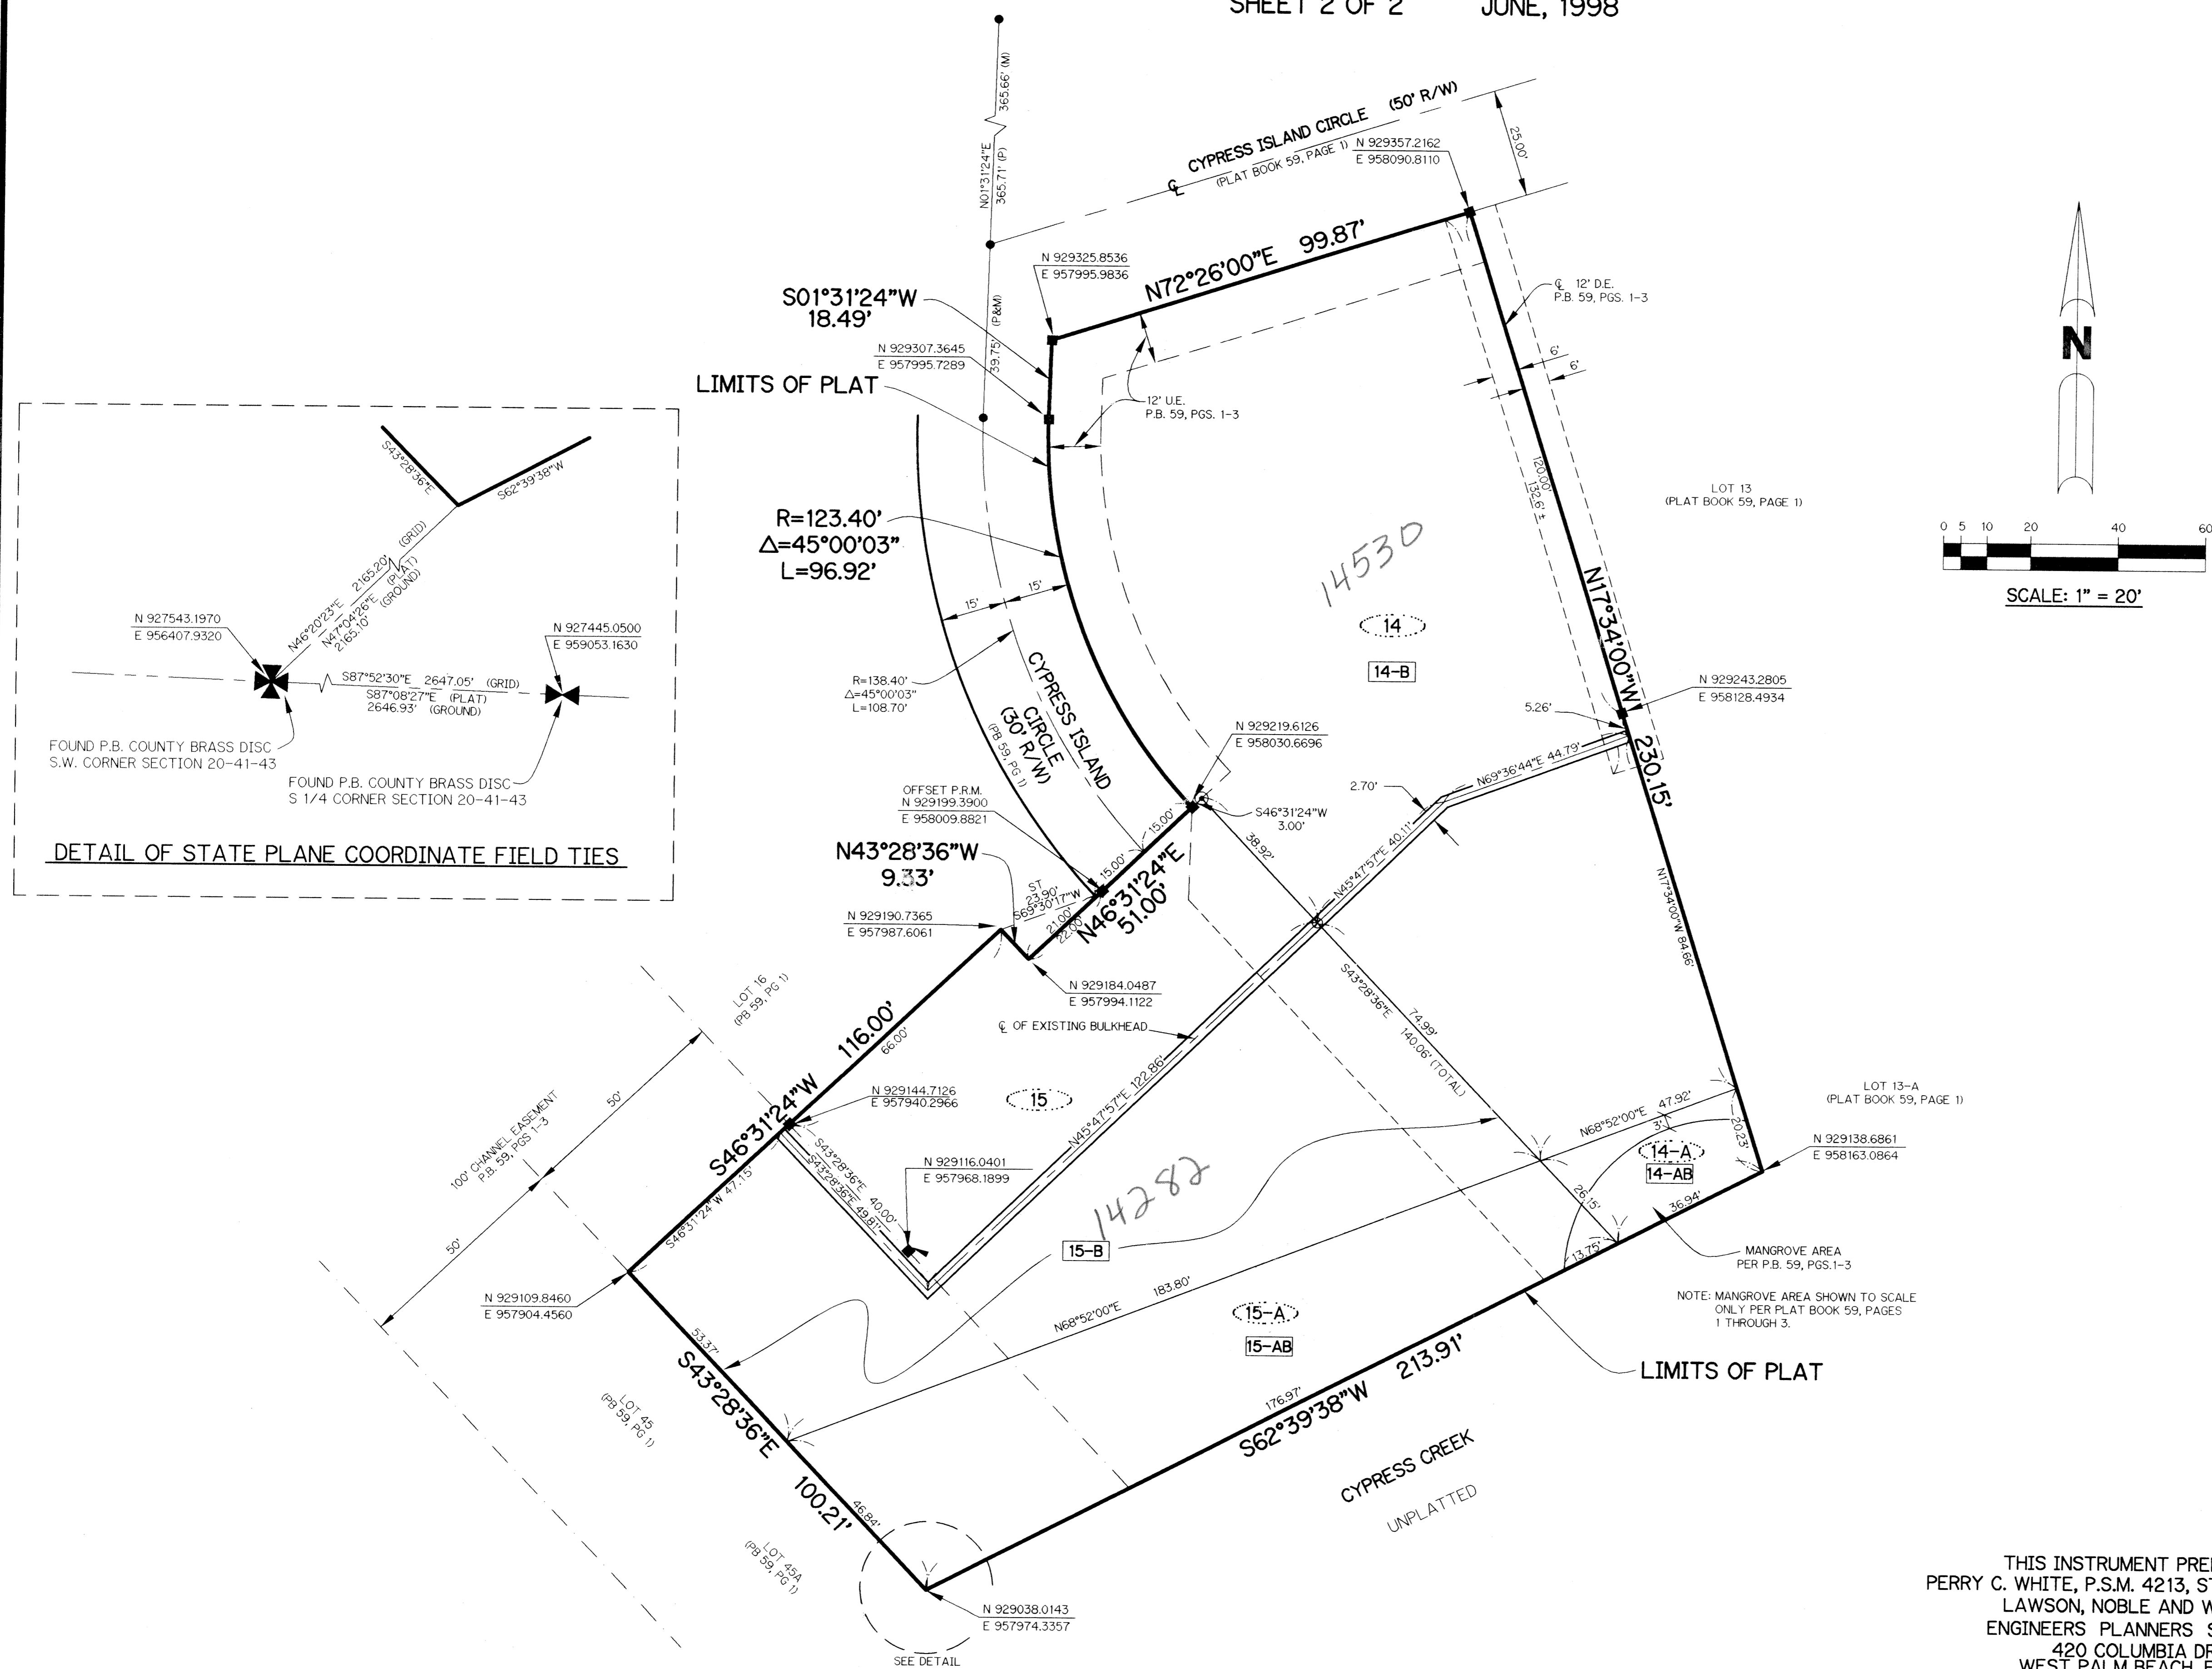 SHEET 2 OF 2 JUNE, 1998
365.66' (M)
N01°31'24"E
365.71' (P)
CYPRESS ISLAND CIRCLE (50' R/W)
(PLAT BOOK 59, PAGE 1)
℄
N 929357.2162
E 958090.8110
25.00'
N 929325.8536
E 957995.9836
N72°26'00"E 99.87'
S01°31'24"W
18.49'
39.75' (P&M)
N 929307.3645
E 957995.7289
LIMITS OF PLAT
℄ 12' D.E.
P.B. 59, PGS. 1-3
6'
6'
12' U.E.
P.B. 59, PGS. 1-3
120.00'
132.6'±
LOT 13
(PLAT BOOK 59, PAGE 1)
N
0 5 10 20 40 60
SCALE: 1" = 20'
S43°28'36"E
S62°39'38"W
N46°20'23"E 2165.20' (GRID)
N47°04'26"E (PLAT)
2165.10' (GROUND)
N 927543.1970
E 956407.9320
N 927445.0500
E 959053.1630
S87°52'30"E 2647.05' (GRID)
S87°08'27"E (PLAT)
2646.93' (GROUND)
FOUND P.B. COUNTY BRASS DISC
S.W. CORNER SECTION 20-41-43
FOUND P.B. COUNTY BRASS DISC
S 1/4 CORNER SECTION 20-41-43
DETAIL OF STATE PLANE COORDINATE FIELD TIES
R=123.40'
Δ=45°00'03"
L=96.92'
15'
15'
R=138.40'
Δ=45°00'03"
L=108.70'
CYPRESS ISLAND
CIRCLE
(30' R/W)
(PB 59, PG 1)
14530
14
14-B
N17°34'00"W
230.15'
N 929243.2805
E 958128.4934
5.26'
N69°36'44"E 44.79'
2.70'
N 929219.6126
E 958030.6696
S46°31'24"W
3.00'
OFFSET P.R.M.
N 929199.3900
E 958009.8821
15.00'
15.00'
N43°28'36"W
9.33'
ST
23.90'
S69°30'17"W
21.00'
22.00'
N46°31'24"E
51.00'
38.92'
N45°47'57"E 40.11'
N17°34'00"W 84.66'
N 929190.7365
E 957987.6061
N 929184.0487
E 957994.1122
℄ OF EXISTING BULKHEAD
LOT 16
(PB 59, PG 1)
116.00'
66.00'
S46°31'24"W
S43°28'36"E
74.99'
140.06' (TOTAL)
N45°47'57"E 122.86'
N 929144.7126
E 957940.2966
15
100' CHANNEL EASEMENT
P.B. 59, PGS 1-3
50'
50'
S46°31'24"W 47.15'
S43°28'36"E 40.00'
S43°28'36"E 49.81'
N 929116.0401
E 957968.1899
14282
15-B
LOT 13-A
(PLAT BOOK 59, PAGE 1)
N68°52'00"E 47.92'
3'
20.23'
14-A
14-AB
N 929138.6861
E 958163.0864
26.15'
36.94'
13.75'
MANGROVE AREA
PER P.B. 59, PGS.1-3
NOTE: MANGROVE AREA SHOWN TO SCALE
ONLY PER PLAT BOOK 59, PAGES
1 THROUGH 3.
N 929109.8460
E 957904.4560
N68°52'00"E 183.80'
15-A
15-AB
LIMITS OF PLAT
53.37'
S43°28'36"E
100.21'
46.84'
LOT 45
(PB 59, PG 1)
LOT 45A
(PB 59, PG 1)
176.97'
S62°39'38"W 213.91'
CYPRESS CREEK
UNPLATTED
N 929038.0143
E 957974.3357
SEE DETAIL
THIS INSTRUMENT PRE
PERRY C. WHITE, P.S.M. 4213, S
LAWSON, NOBLE AND W
ENGINEERS PLANNERS S
420 COLUMBIA DR
WEST PALM BEACH, F